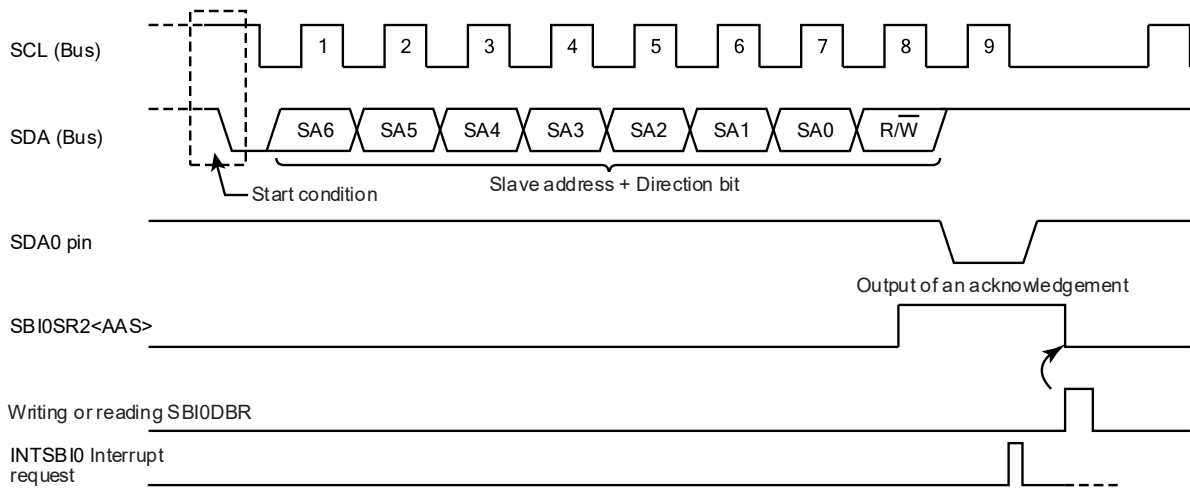 SCL (Bus)
1 2 3 4 5 6 7 8 9
SDA (Bus)
SA6 SA5 SA4 SA3 SA2 SA1 SA0 R/W̅
Start condition
Slave address + Direction bit
SDA0 pin
Output of an acknowledgement
SBI0SR2<AAS>
Writing or reading SBI0DBR
INTSBI0 Interrupt
request